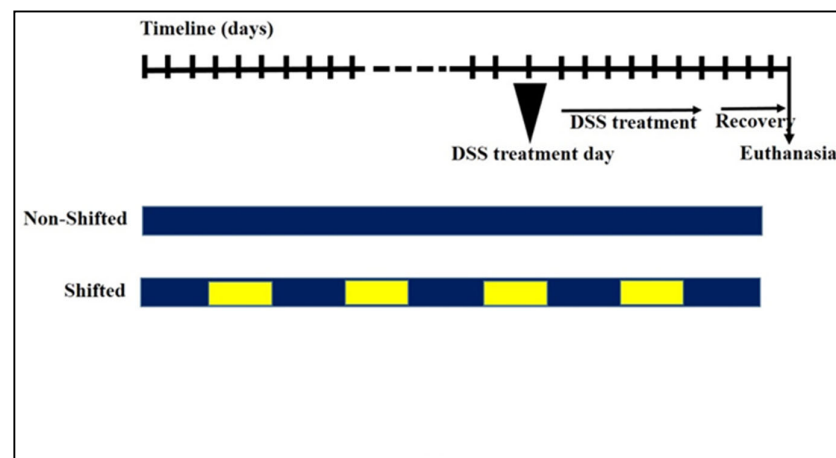 Timeline (days)
DSS treatment
Recovery
DSS treatment day
Euthanasia
Non-Shifted
Shifted